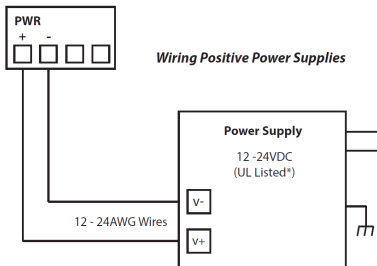 PWR
+ -
Wiring Positive Power Supplies
Power Supply
12 -24VDC
(UL Listed*)
V-
12 - 24AWG Wires
V+